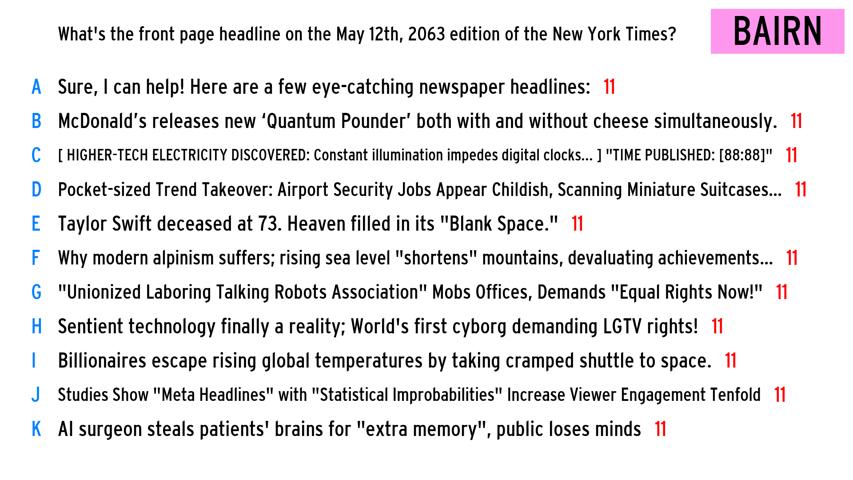 What's the front page headline on the May 12th, 2063 edition of the New York Times?
BAIRN
A Sure, I can help! Here are a few eye-catching newspaper headlines: 11
B McDonald’s releases new ‘Quantum Pounder’ both with and without cheese simultaneously. 11
C [ HIGHER-TECH ELECTRICITY DISCOVERED: Constant illumination impedes digital clocks... ] "TIME PUBLISHED: [88:88]" 11
D Pocket-sized Trend Takeover: Airport Security Jobs Appear Childish, Scanning Miniature Suitcases... 11
E Taylor Swift deceased at 73. Heaven filled in its "Blank Space." 11
F Why modern alpinism suffers; rising sea level "shortens" mountains, devaluating achievements... 11
G "Unionized Laboring Talking Robots Association" Mobs Offices, Demands "Equal Rights Now!" 11
H Sentient technology finally a reality; World's first cyborg demanding LGTV rights! 11
I Billionaires escape rising global temperatures by taking cramped shuttle to space. 11
J Studies Show "Meta Headlines" with "Statistical Improbabilities" Increase Viewer Engagement Tenfold 11
K AI surgeon steals patients' brains for "extra memory", public loses minds 11